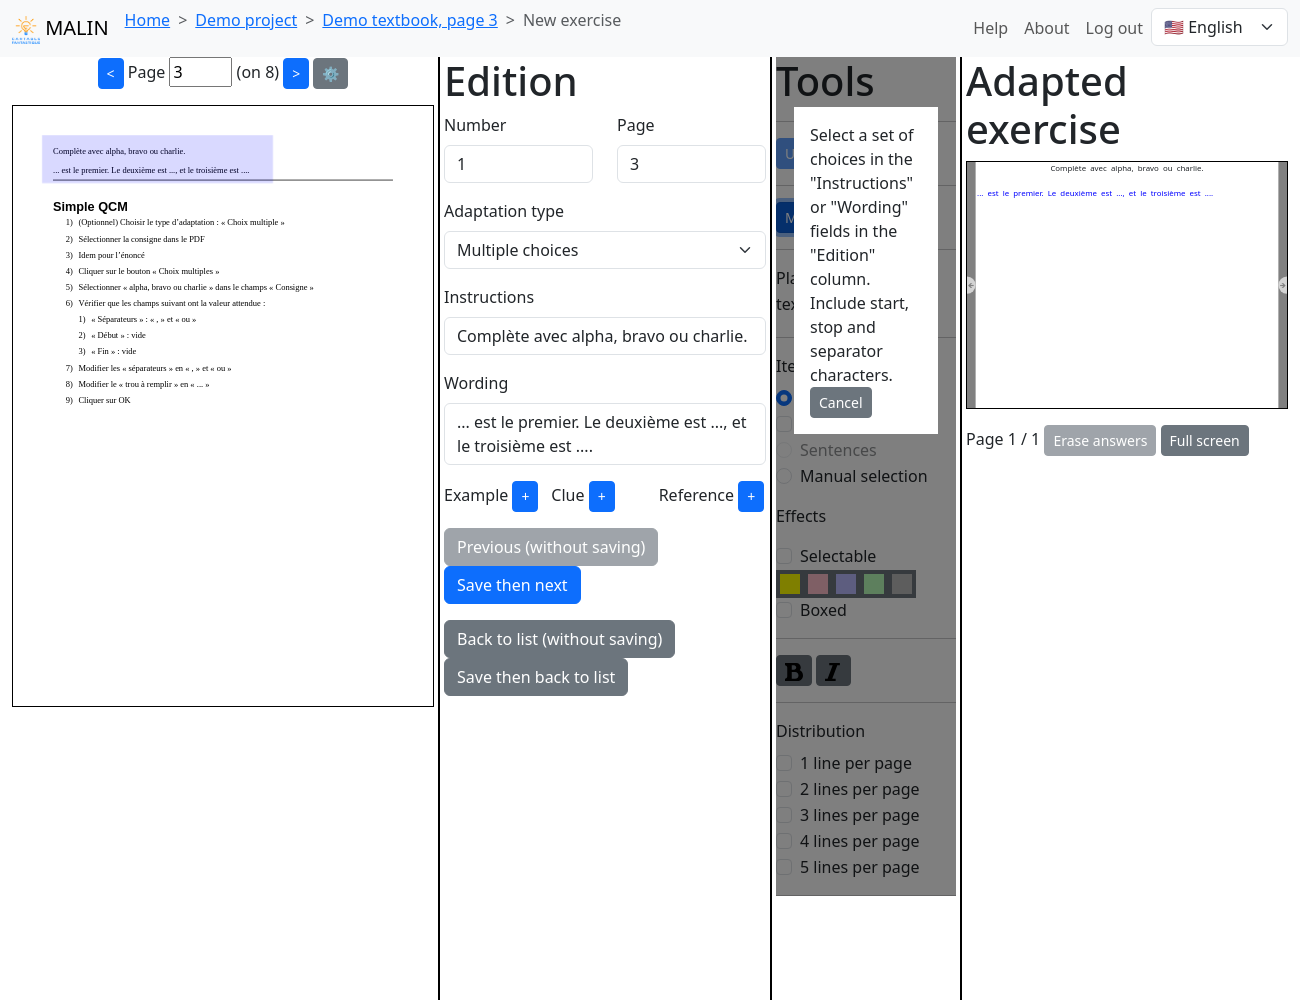 MALIN
Home > Demo project > Demo textbook, page 3 > New exercise
Help About Log out 🇺🇸 English
< Page 3 (on 8) > ⚙️
Complète avec alpha, bravo ou charlie.
... est le premier. Le deuxième est ..., et le troisième est ....
Simple QCM
1) (Optionnel) Choisir le type d'adaptation : « Choix multiple »
2) Sélectionner la consigne dans le PDF
3) Idem pour l'énoncé
4) Cliquer sur le bouton « Choix multiples »
5) Sélectionner « alpha, bravo ou charlie » dans le champs « Consigne »
6) Vérifier que les champs suivant ont la valeur attendue :
1) « Séparateurs » : « , » et « ou »
2) « Début » : vide
3) « Fin » : vide
7) Modifier les « séparateurs » en « , » et « ou »
8) Modifier le « trou à remplir » en « ... »
9) Cliquer sur OK
Edition
Number Page
1 3
Adaptation type
Multiple choices
Instructions
Complète avec alpha, bravo ou charlie.
Wording
... est le premier. Le deuxième est ..., et
le troisième est ....
Example + Clue + Reference +
Previous (without saving)
Save then next
Back to list (without saving)
Save then back to list
Tools
Select a set of
choices in the
"Instructions"
or "Wording"
fields in the
"Edition"
column.
Include start,
stop and
separator
characters.
Cancel
Sentences
Manual selection
Effects
Selectable
Boxed
B I
Distribution
1 line per page
2 lines per page
3 lines per page
4 lines per page
5 lines per page
Adapted
exercise
Complète avec alpha, bravo ou charlie.
... est le premier. Le deuxième est ..., et le troisième est ....
Page 1 / 1 Erase answers Full screen